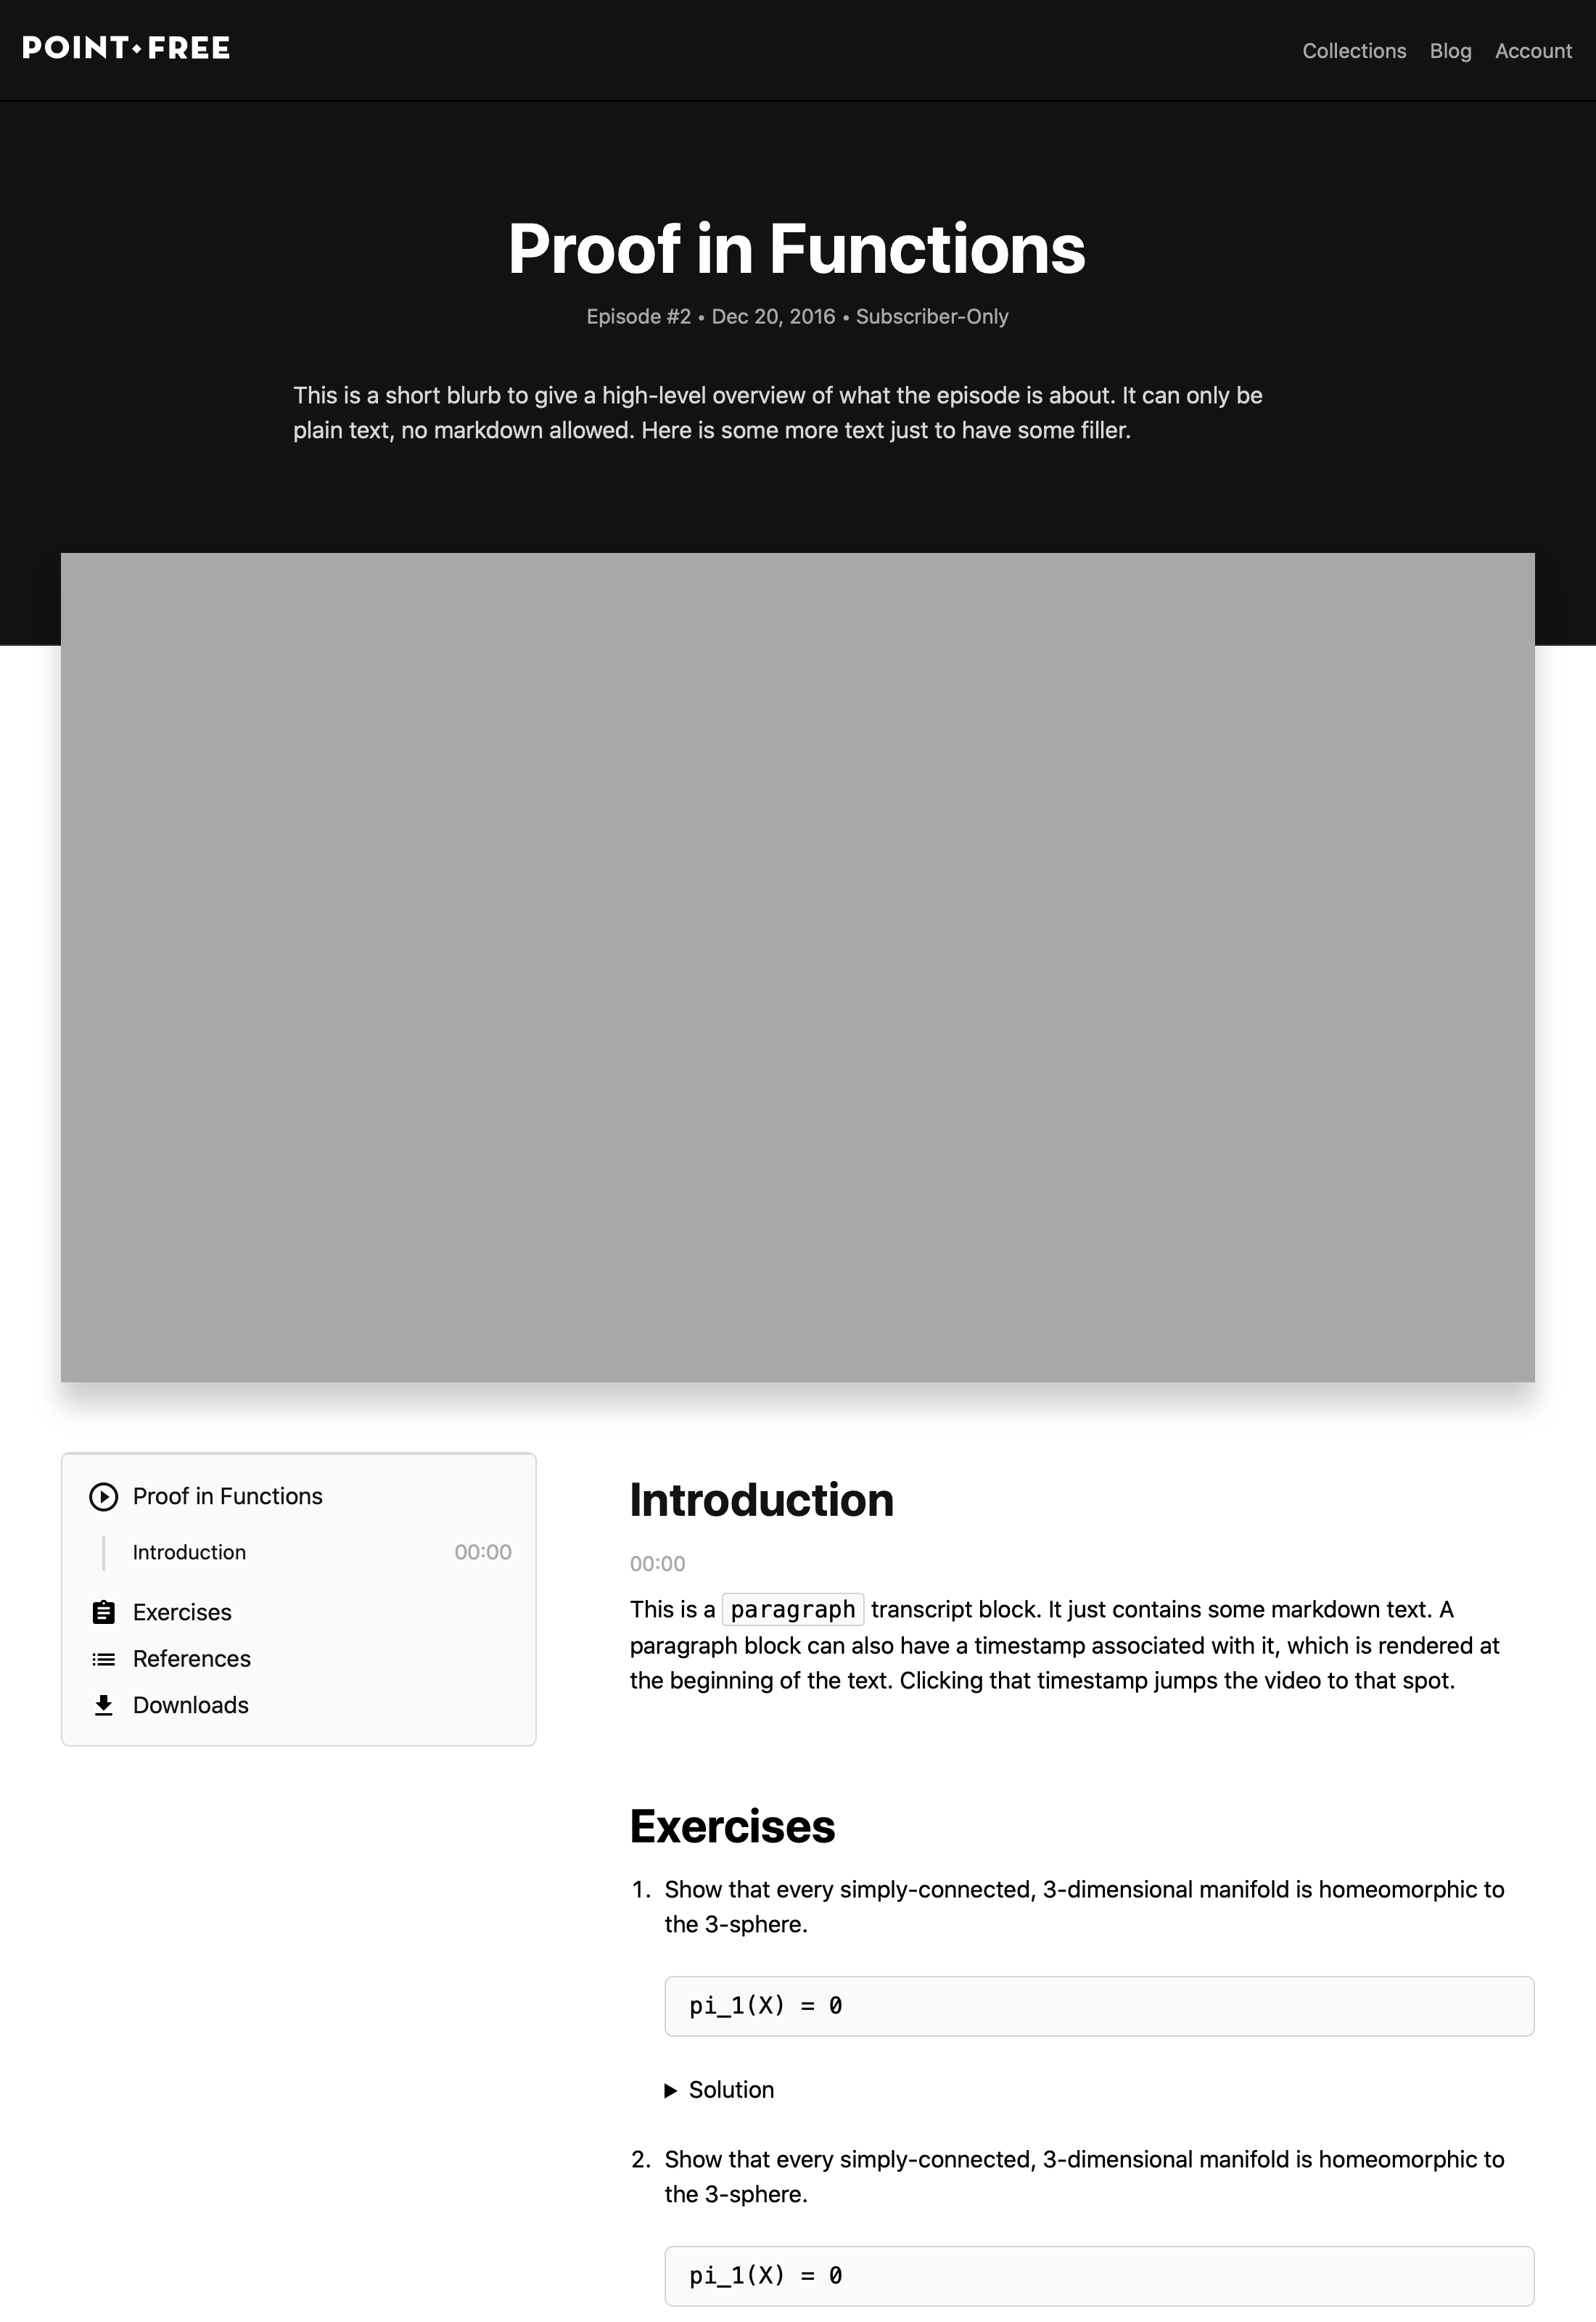 POINT•FREE
Collections Blog Account
Proof in Functions
Episode #2 • Dec 20, 2016 • Subscriber-Only
This is a short blurb to give a high-level overview of what the episode is about. It can only be
plain text, no markdown allowed. Here is some more text just to have some filler.
Proof in Functions
Introduction 00:00
Exercises
References
Downloads
Introduction
00:00
This is a paragraph transcript block. It just contains some markdown text. A
paragraph block can also have a timestamp associated with it, which is rendered at
the beginning of the text. Clicking that timestamp jumps the video to that spot.
Exercises
1. Show that every simply-connected, 3-dimensional manifold is homeomorphic to
the 3-sphere.
pi_1(X) = 0
Solution
2. Show that every simply-connected, 3-dimensional manifold is homeomorphic to
the 3-sphere.
pi_1(X) = 0